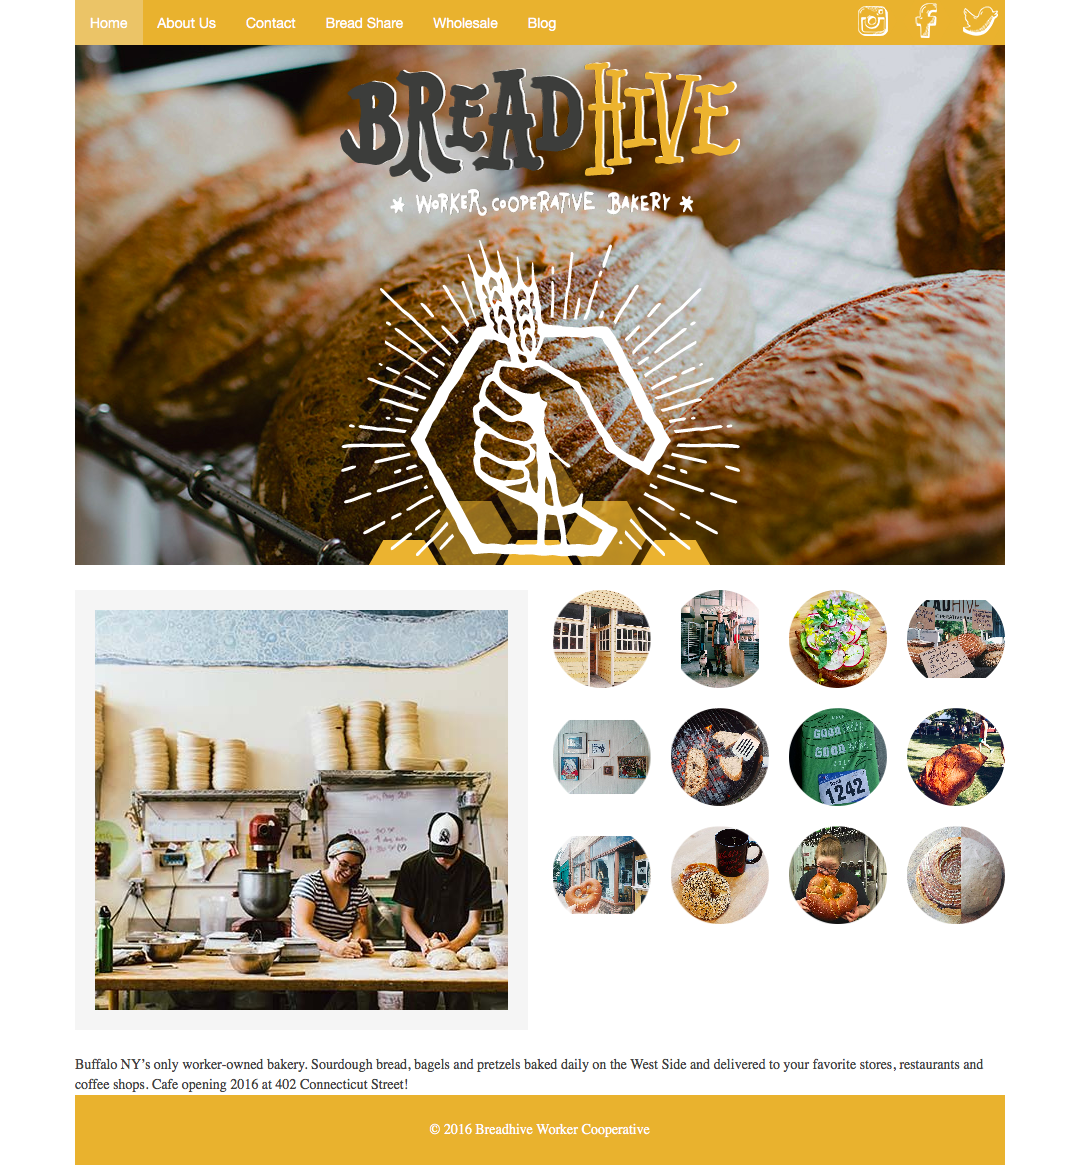 Home About Us Contact Bread Share Wholesale Blog
BREADHIVE
* WORKER COOPERATIVE BAKERY *
GOOD
GOOD
1242
Buffalo NY’s only worker-owned bakery. Sourdough bread, bagels and pretzels baked daily on the West Side and delivered to your favorite stores, restaurants and
coffee shops. Cafe opening 2016 at 402 Connecticut Street!
© 2016 Breadhive Worker Cooperative